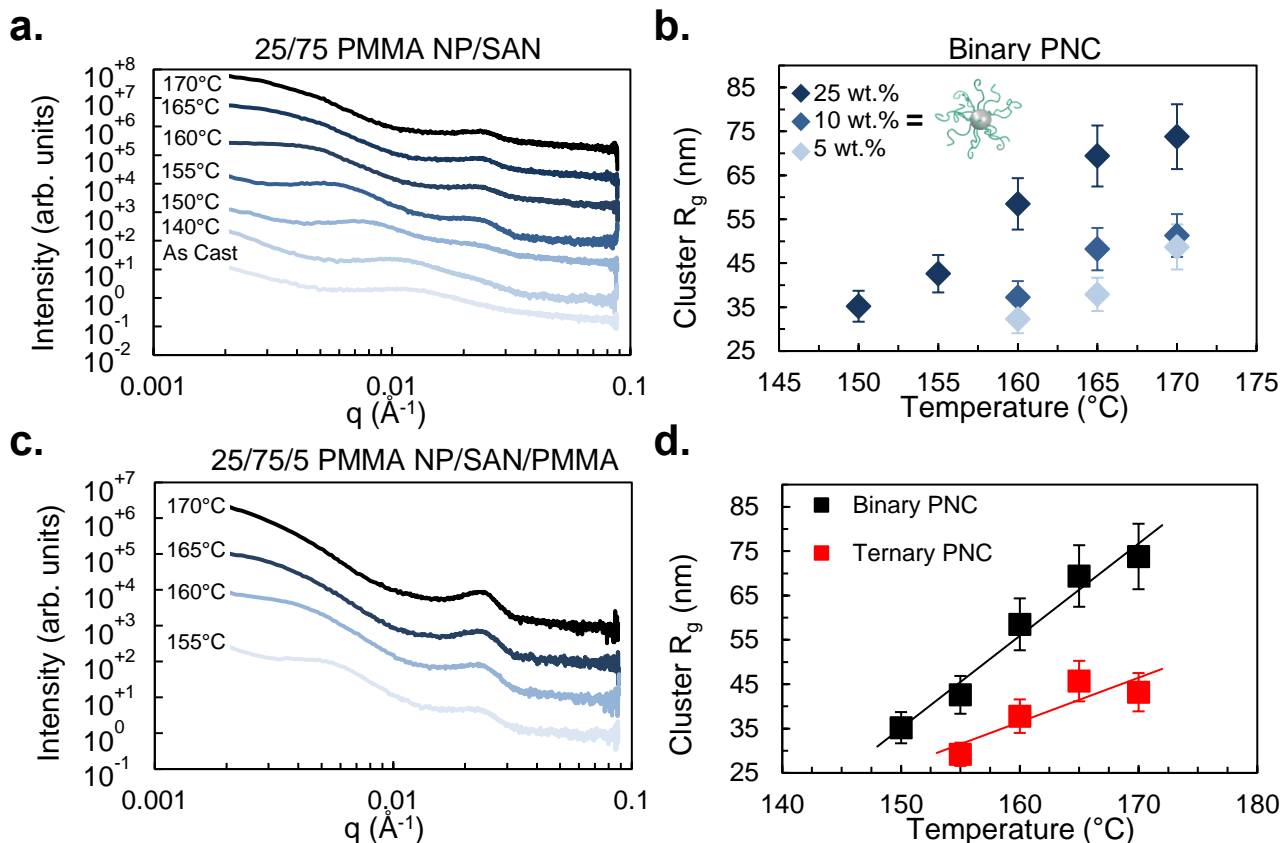 a.
25/75 PMMA NP/SAN
Intensity (arb. units)
10+8
10+7
10+6
10+5
10+4
10+3
10+2
10+1
100
10-1
10-2
170°C
165°C
160°C
155°C
150°C
140°C
As Cast
0.001
0.01
0.1
q (Å-1)
b.
Binary PNC
Cluster Rg (nm)
85
75
65
55
45
35
25
25 wt.%
10 wt.% =
5 wt.%
145
150
155
160
165
170
175
Temperature (°C)
c.
25/75/5 PMMA NP/SAN/PMMA
Intensity (arb. units)
10+7
10+6
10+5
10+4
10+3
10+2
10+1
100
10-1
170°C
165°C
160°C
155°C
0.001
0.01
0.1
q (Å-1)
d.
Cluster Rg (nm)
85
75
65
55
45
35
25
Binary PNC
Ternary PNC
140
150
160
170
180
Temperature (°C)